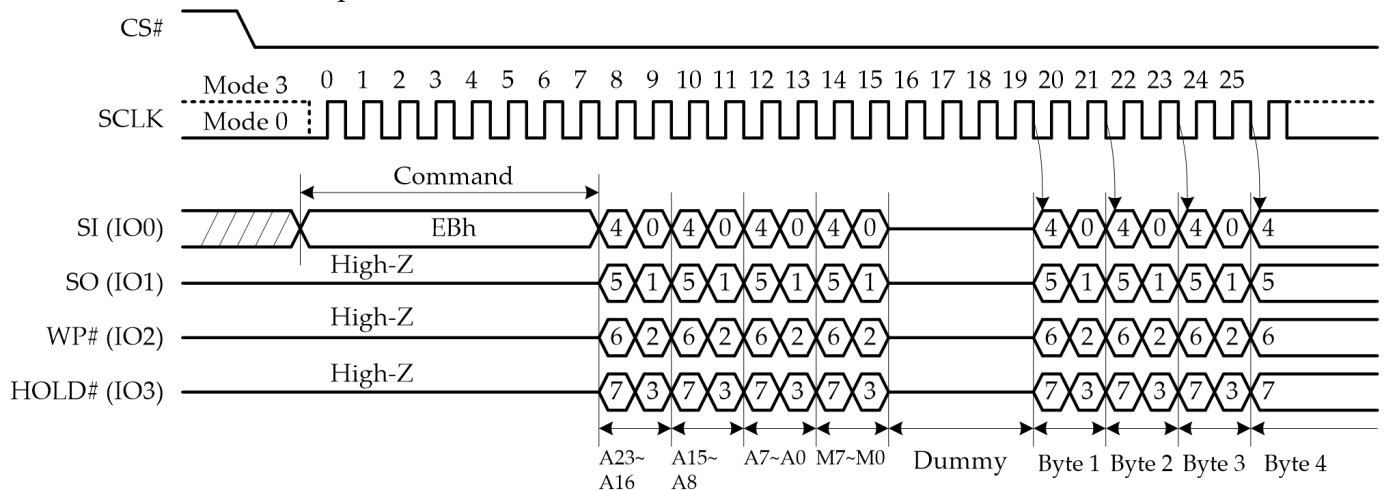 CS#
0 1 2 3 4 5 6 7 8 9 10 11 12 13 14 15 16 17 18 19 20 21 22 23 24 25
Mode 3
SCLK
Mode 0
Command
SI (IO0) EBh 4 0 4 0 4 0 4 0 4 0 4 0 4 0 4
High-Z
SO (IO1) 5 1 5 1 5 1 5 1 5 1 5 1 5 1 5
High-Z
WP# (IO2) 6 2 6 2 6 2 6 2 6 2 6 2 6 2 6
High-Z
HOLD# (IO3) 7 3 7 3 7 3 7 3 7 3 7 3 7 3 7
A23~ A15~ A7~A0 M7~M0 Dummy Byte 1 Byte 2 Byte 3 Byte 4
A16 A8